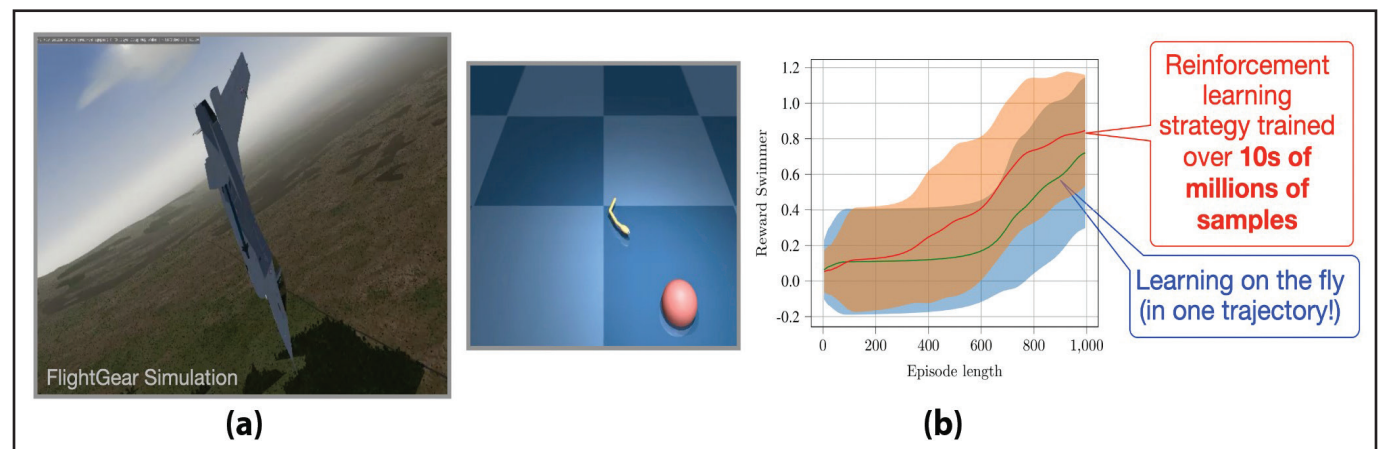 FlightGear Simulation
(a)
Reward Swimmer
1.2
1.0
0.8
0.6
0.4
0.2
0.0
-0.2
0
200
400
600
800
1,000
Episode length
Reinforcement
learning
strategy trained
over 10s of
millions of
samples
Learning on the fly
(in one trajectory!)
(b)